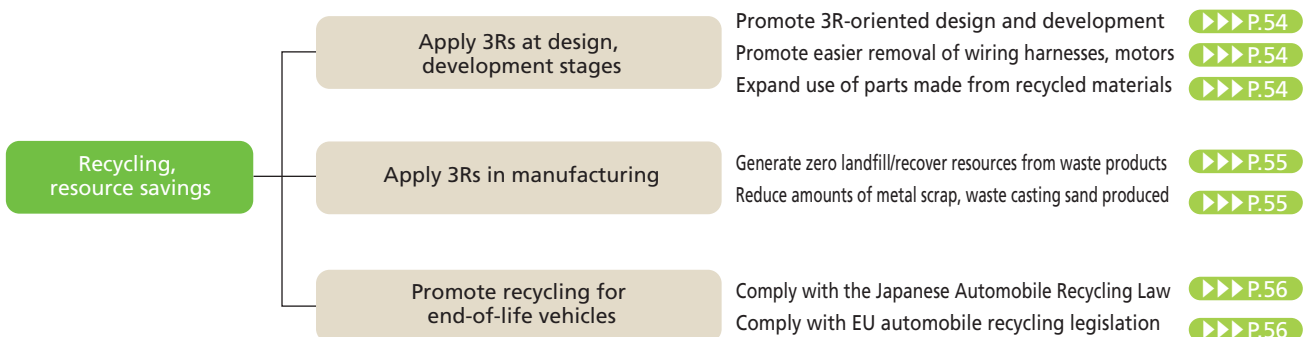 Recycling,
resource savings
Apply 3Rs at design,
development stages
Promote 3R-oriented design and development ▶▶▶P.54
Promote easier removal of wiring harnesses, motors ▶▶▶P.54
Expand use of parts made from recycled materials ▶▶▶P.54
Apply 3Rs in manufacturing
Generate zero landfill/recover resources from waste products ▶▶▶P.55
Reduce amounts of metal scrap, waste casting sand produced ▶▶▶P.55
Promote recycling for
end-of-life vehicles
Comply with the Japanese Automobile Recycling Law ▶▶▶P.56
Comply with EU automobile recycling legislation ▶▶▶P.56